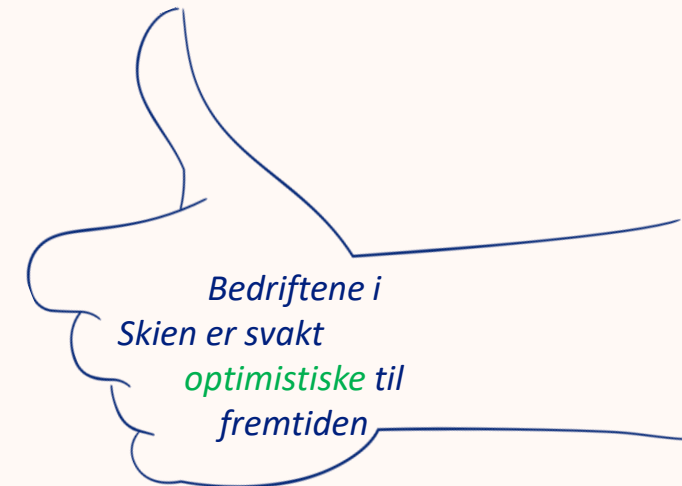 Bedriftene i
Skien er svakt
optimistiske til
fremtiden